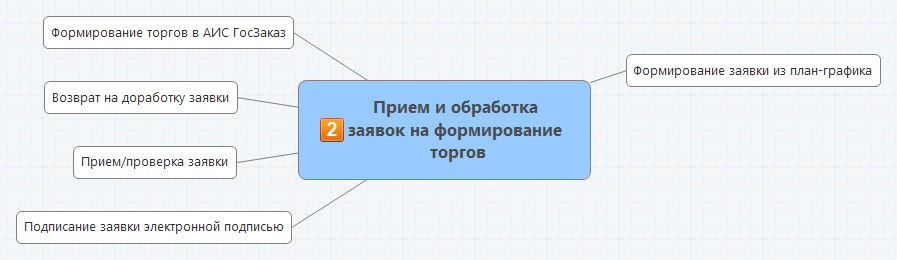 Формирование торгов в АИС ГосЗаказ
Формирование заявки из план-графика
Возврат на доработку заявки
Прием и обработка
2 заявок на формирование
торгов
Прием/проверка заявки
Подписание заявки электронной подписью